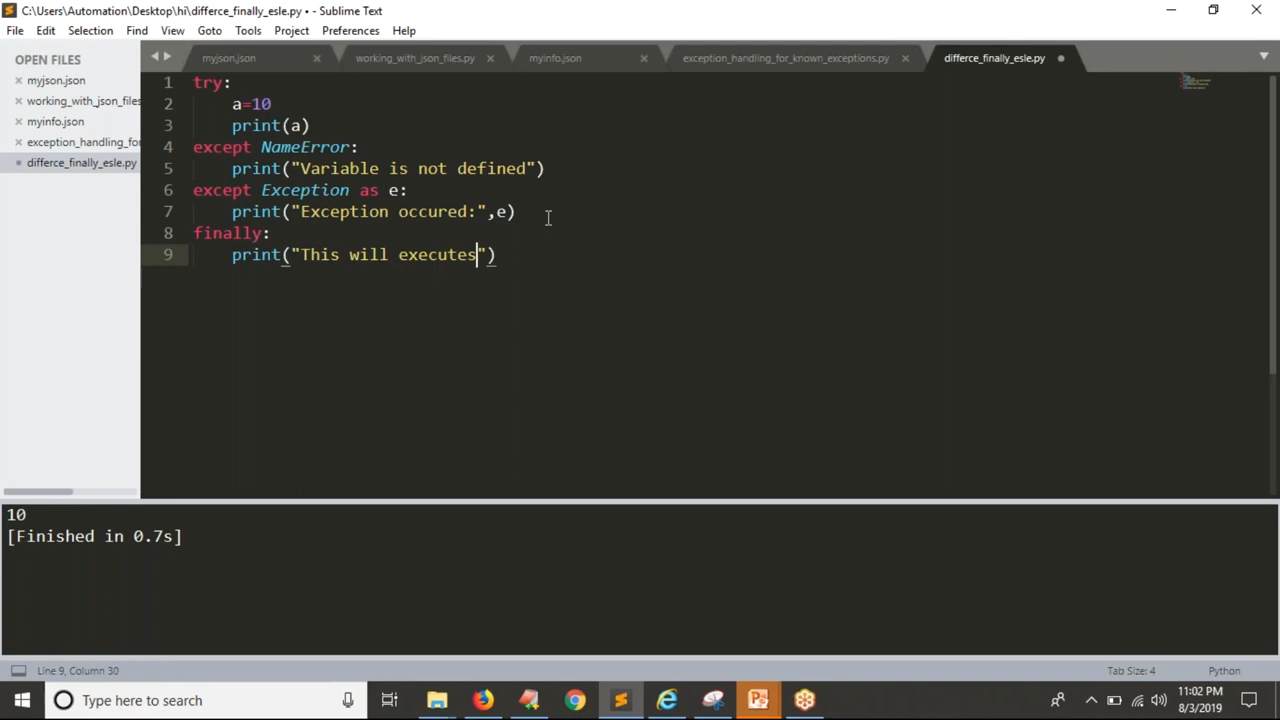 C:\Users\Automation\Desktop\hi\differce_finally_esle.py • - Sublime Text
File Edit Selection Find View Goto Tools Project Preferences Help
OPEN FILES
myjson.json
working_with_json_files
myinfo.json
exception_handling_for
differce_finally_esle.py
myjson.json working_with_json_files.py myinfo.json exception_handling_for_known_exceptions.py differce_finally_esle.py
1 try:
2 a=10
3 print(a)
4 except NameError:
5 print("Variable is not defined")
6 except Exception as e:
7 print("Exception occured:",e)
8 finally:
9 print("This will executes")
10
[Finished in 0.7s]
Line 9, Column 30 Tab Size: 4 Python
Type here to search
11:02 PM
8/3/2019